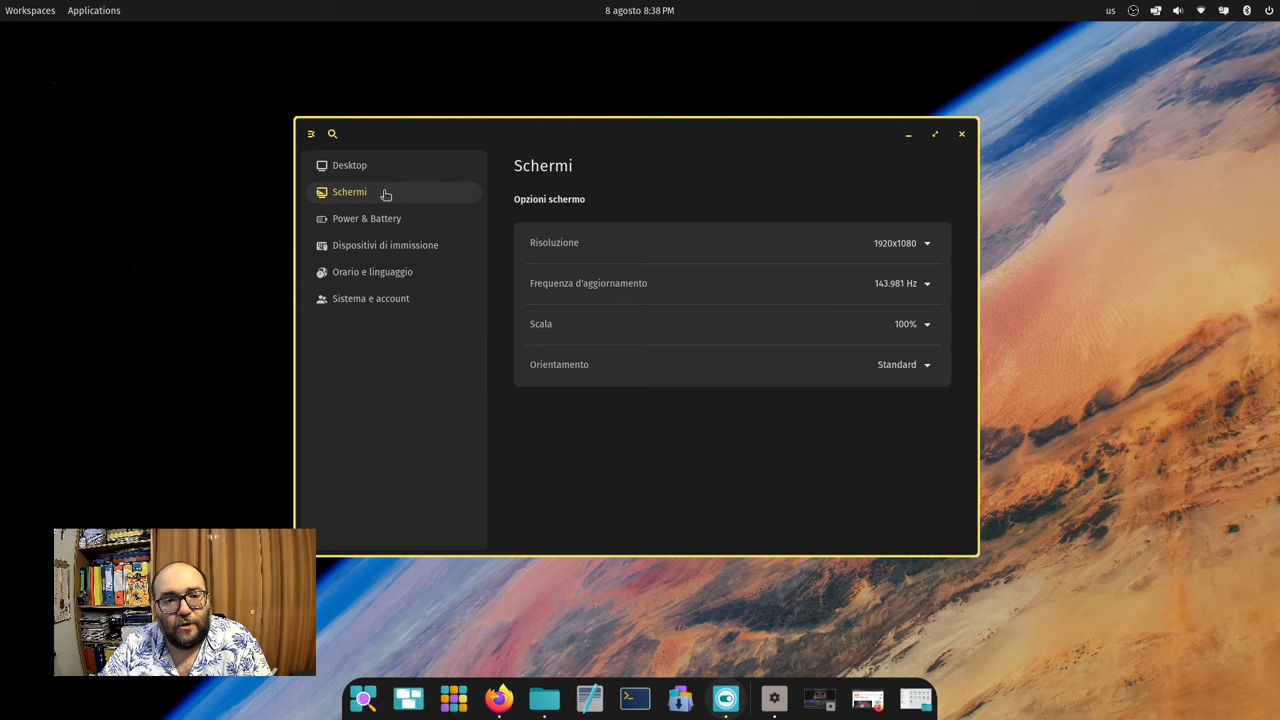 Workspaces Applications 8 agosto 8:38 PM us
Desktop
Schermi
Power & Battery
Dispositivi di immissione
Orario e linguaggio
Sistema e account
Schermi
Opzioni schermo
Risoluzione 1920x1080
Frequenza d'aggiornamento 143.981 Hz
Scala 100%
Orientamento Standard